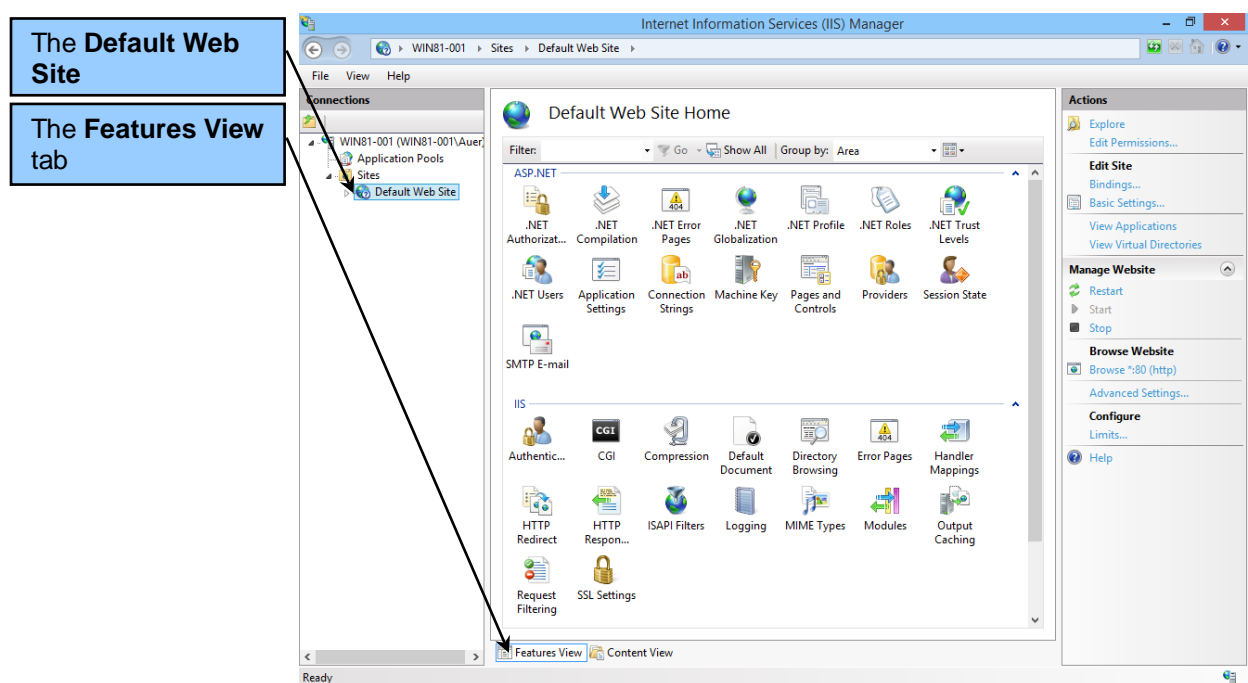 The Default Web
Site
The Features View
tab
Internet Information Services (IIS) Manager
WIN81-001 Sites Default Web Site
File View Help
Connections
WIN81-001 (WIN81-001\Auer
Application Pools
Sites
Default Web Site
Default Web Site Home
Filter: Go Show All Group by: Area
ASP.NET
.NET Authorizat...
.NET Compilation
.NET Error Pages
.NET Globalization
.NET Profile
.NET Roles
.NET Trust Levels
.NET Users
Application Settings
Connection Strings
Machine Key
Pages and Controls
Providers
Session State
SMTP E-mail
IIS
Authentic...
CGI
CGI
Compression
Default Document
Directory Browsing
404
Error Pages
Handler Mappings
HTTP Redirect
HTTP Respon...
ISAPI Filters
Logging
MIME Types
Modules
Output Caching
Request Filtering
SSL Settings
Features View Content View
Actions
Explore
Edit Permissions...
Edit Site
Bindings...
Basic Settings...
View Applications
View Virtual Directories
Manage Website
Restart
Start
Stop
Browse Website
Browse *:80 (http)
Advanced Settings...
Configure
Limits...
Help
Ready